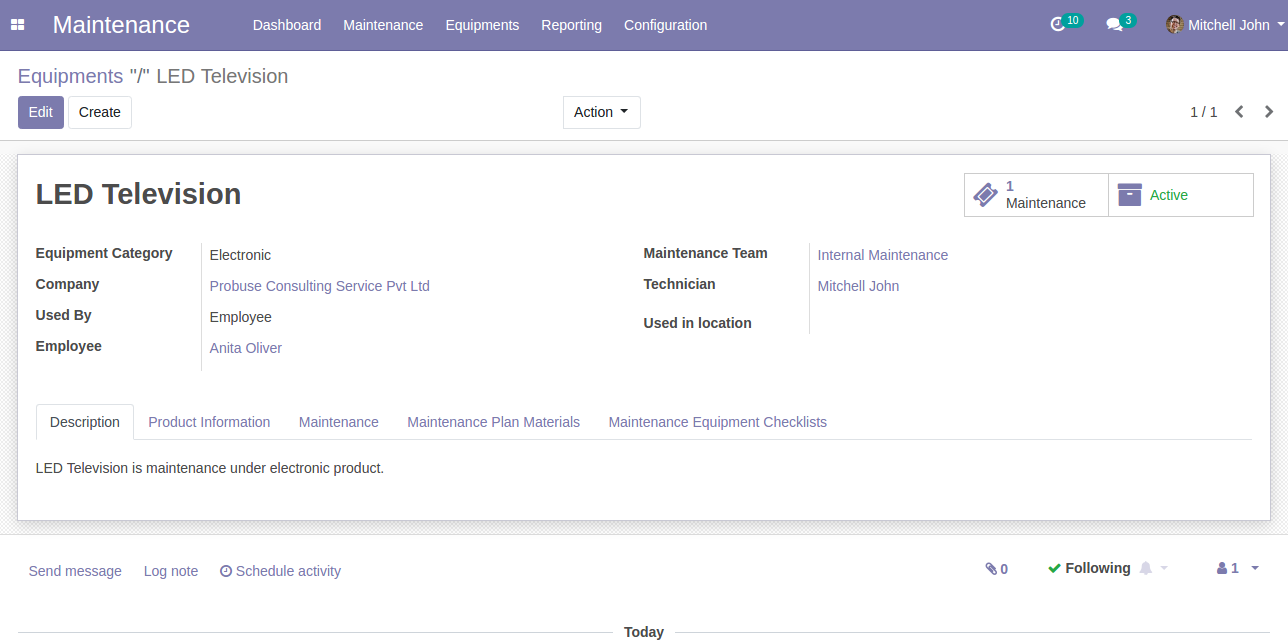 Maintenance Dashboard Maintenance Equipments Reporting Configuration 10 3 Mitchell John
Equipments "/" LED Television
Edit Create Action 1 / 1
LED Television
1
Maintenance
Active
Equipment Category Electronic
Company Probuse Consulting Service Pvt Ltd
Used By Employee
Employee Anita Oliver
Maintenance Team Internal Maintenance
Technician Mitchell John
Used in location
Description Product Information Maintenance Maintenance Plan Materials Maintenance Equipment Checklists
LED Television is maintenance under electronic product.
Send message Log note Schedule activity 0 Following 1
Today